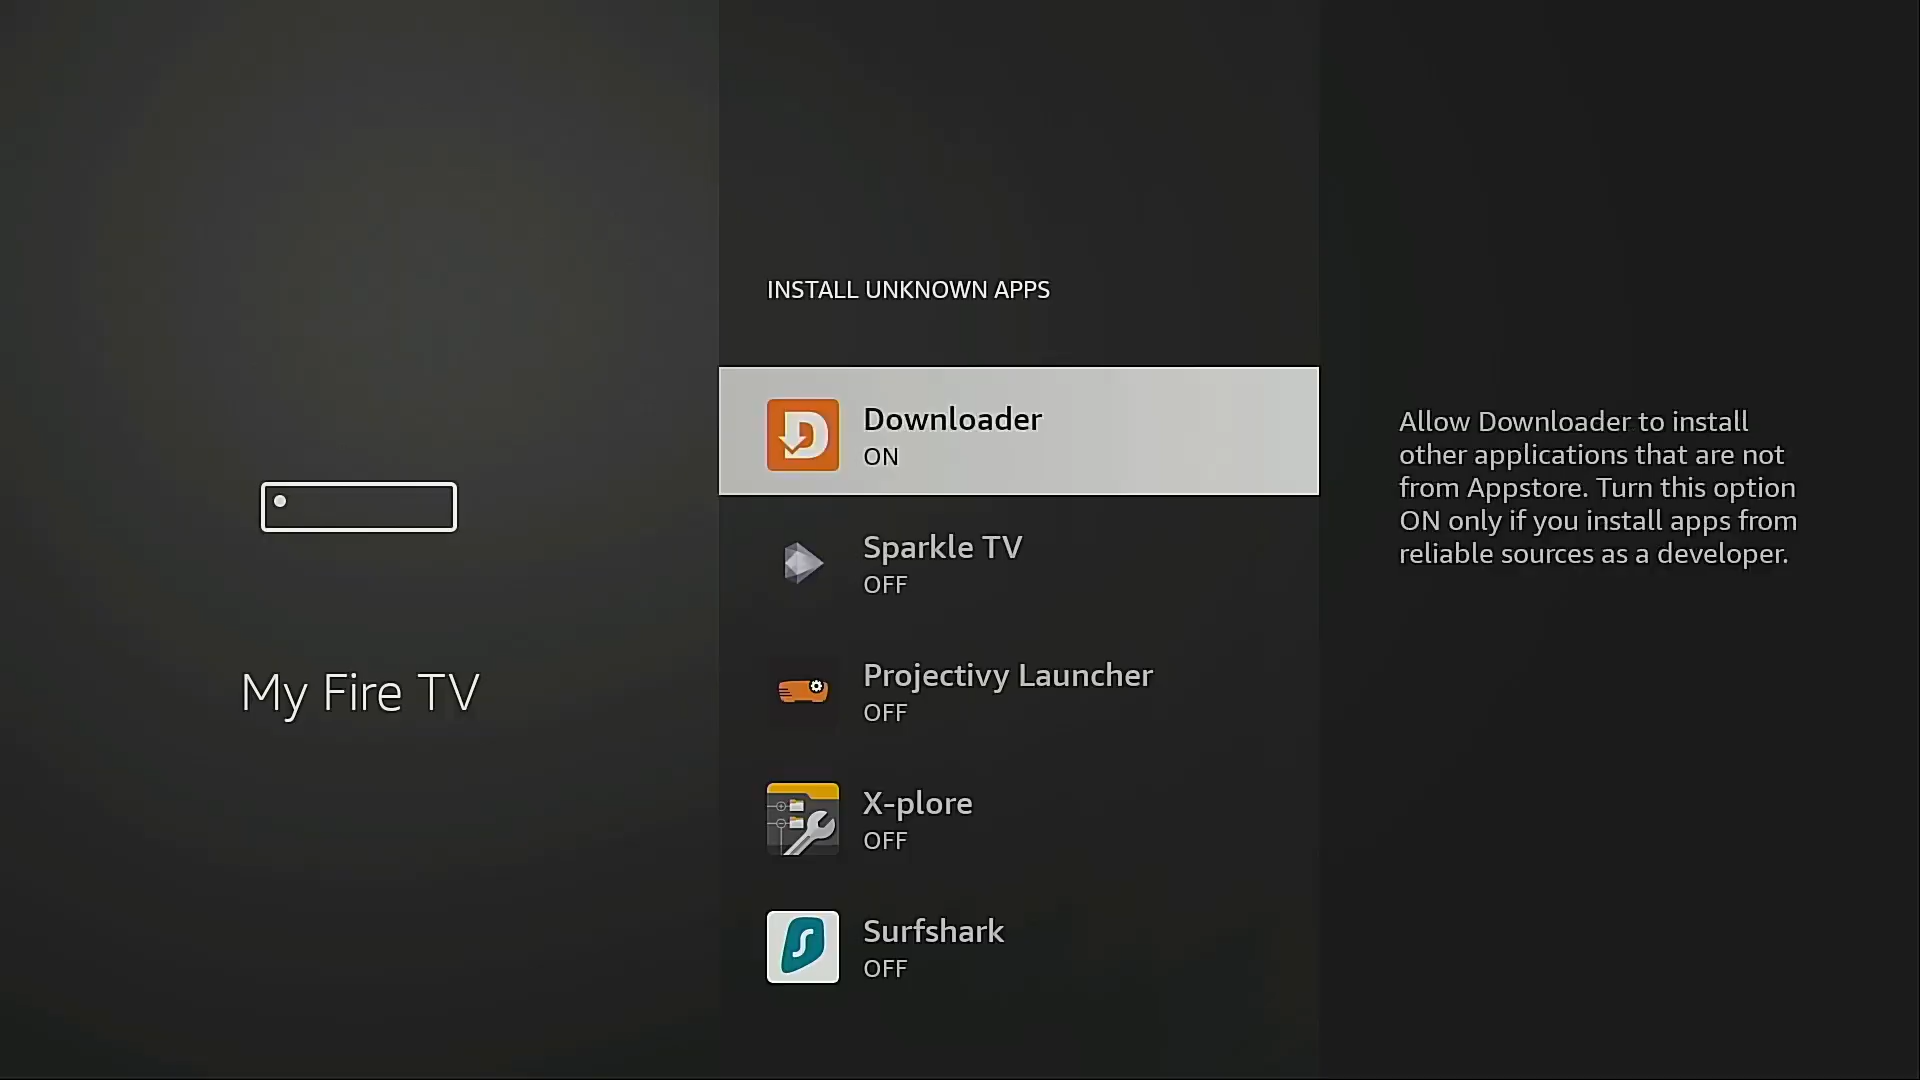 INSTALL UNKNOWN APPS
Downloader
ON
Sparkle TV
OFF
Projectivy Launcher
OFF
X-plore
OFF
Surfshark
OFF
My Fire TV
Allow Downloader to install
other applications that are not
from Appstore. Turn this option
ON only if you install apps from
reliable sources as a developer.